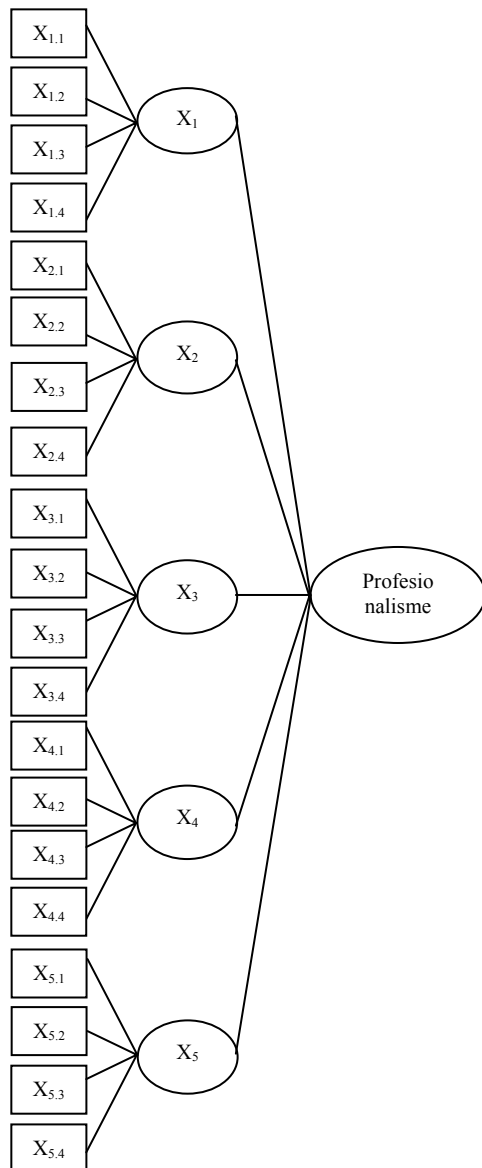 X1.1
X1.2
X1.3
X1.4
X1
X2.1
X2.2
X2.3
X2.4
X2
X3.1
X3.2
X3.3
X3.4
X3
X4.1
X4.2
X4.3
X4.4
X4
X5.1
X5.2
X5.3
X5.4
X5
Profesio
nalisme